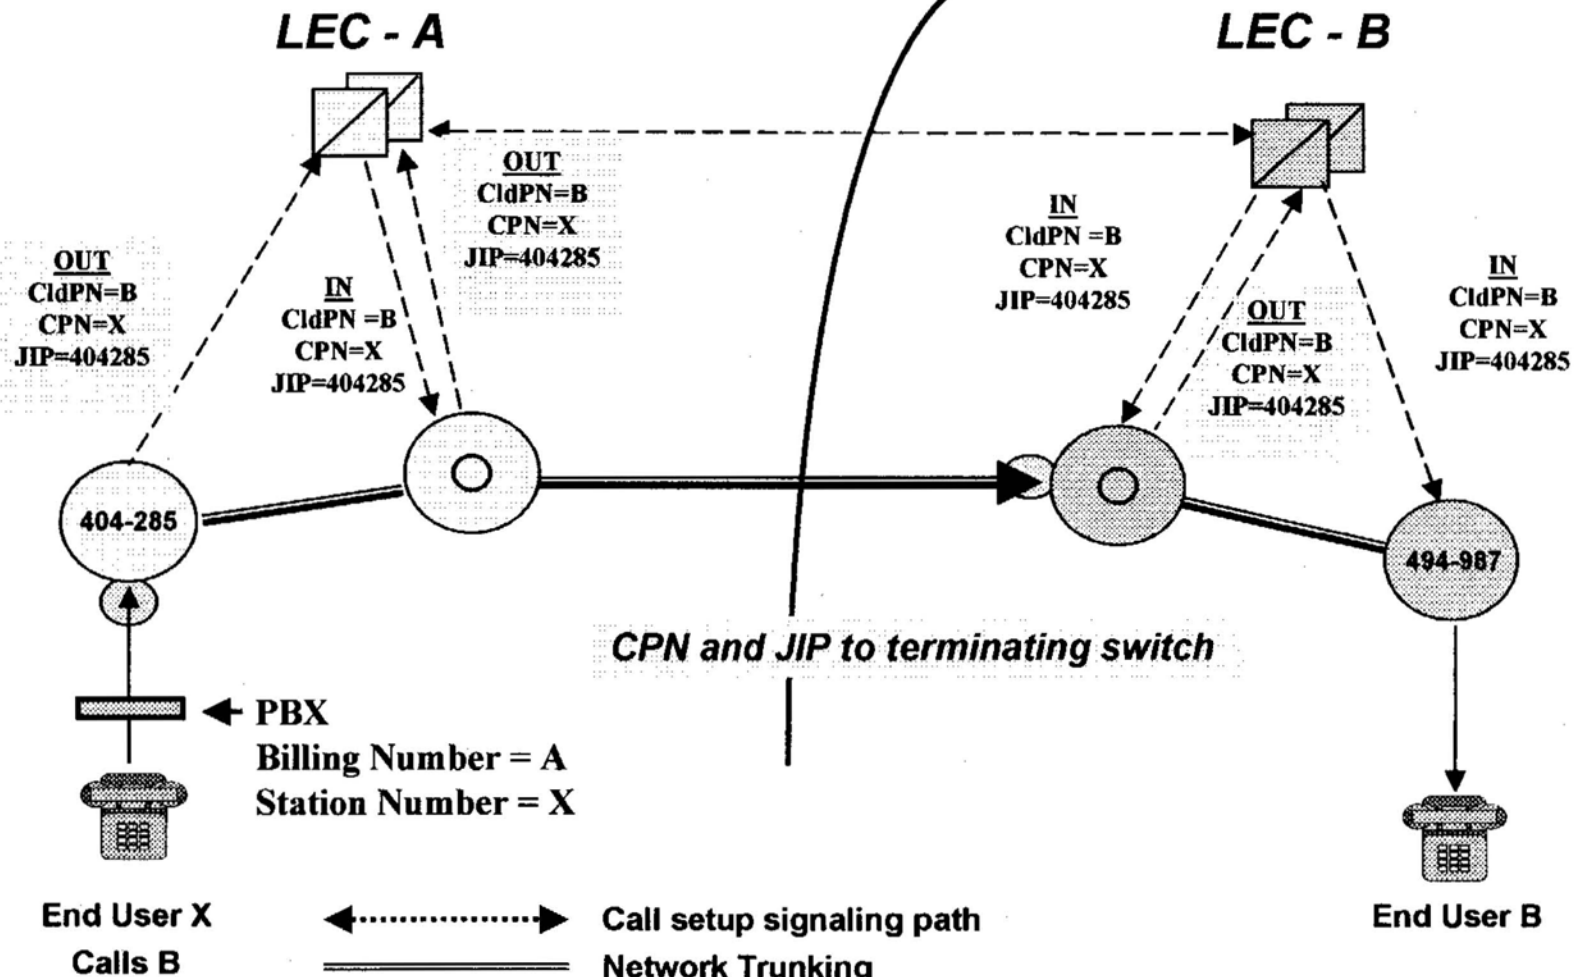 LEC - A
LEC - B
OUT
CldPN=B
CPN=X
JIP=404285
IN
CldPN =B
CPN=X
JIP=404285
OUT
CldPN=B
CPN=X
JIP=404285
IN
CldPN =B
CPN=X
JIP=404285
OUT
CldPN=B
CPN=X
JIP=404285
IN
CldPN=B
CPN=X
JIP=404285
404-285
494-987
CPN and JIP to terminating switch
PBX
Billing Number = A
Station Number = X
End User X
Calls B
End User B
Call setup signaling path
Network Trunking